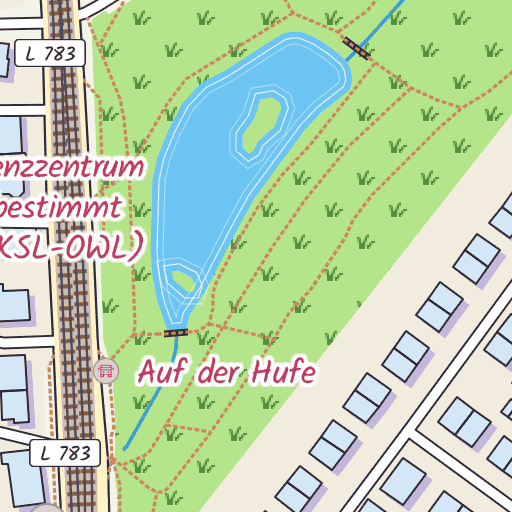 L 783
enzzentrum
bestimmt
KSL-OWL)
Auf der Hufe
L 783